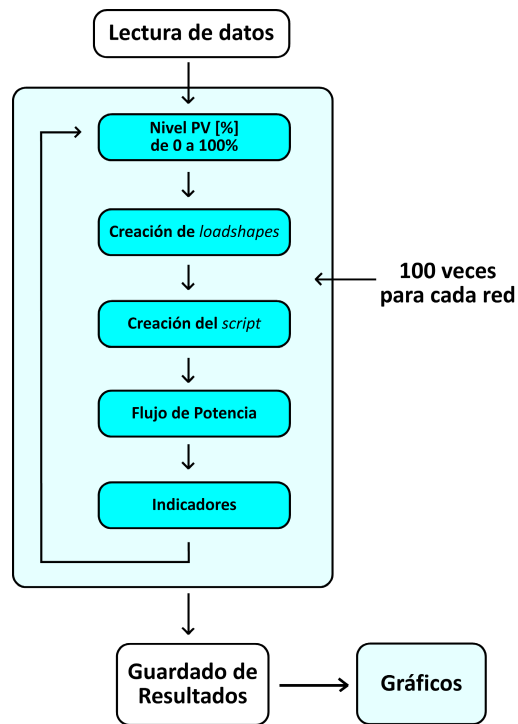 Lectura de datos
Nivel PV [%]
de 0 a 100%
Creación de loadshapes
100 veces
para cada red
Creación del script
Flujo de Potencia
Indicadores
Guardado de
Resultados
Gráficos